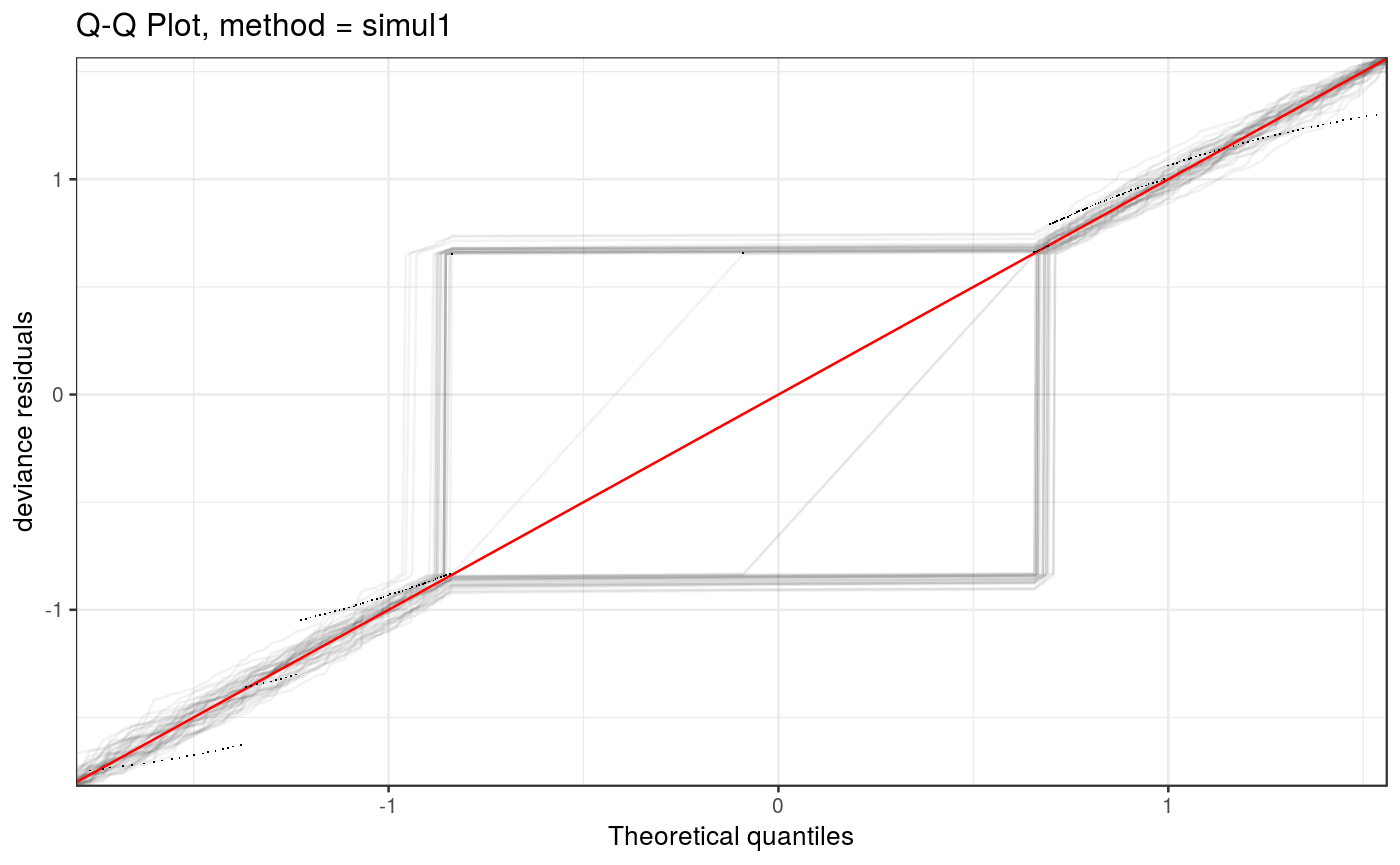 Q-Q Plot, method = simul1
deviance residuals
1
0
-1
-1
0
1
Theoretical quantiles